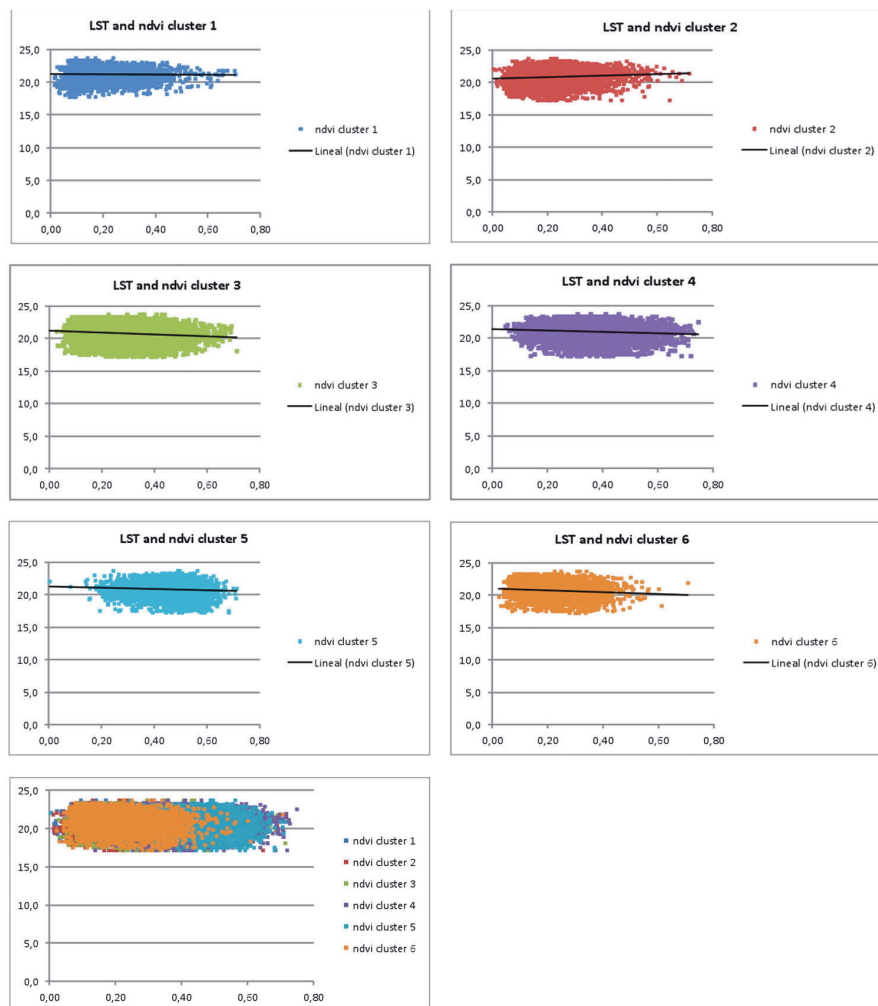 LST and ndvi cluster 1
25,0
20,0
15,0
10,0
5,0
0,0
0,00 0,20 0,40 0,60 0,80
ndvi cluster 1
Lineal (ndvi cluster 1)
LST and ndvi cluster 2
25,0
20,0
15,0
10,0
5,0
0,0
0,00 0,20 0,40 0,60 0,80
ndvi cluster 2
Lineal (ndvi cluster 2)
LST and ndvi cluster 3
25,0
20,0
15,0
10,0
5,0
0,0
0,00 0,20 0,40 0,60 0,80
ndvi cluster 3
Lineal (ndvi cluster 3)
LST and ndvi cluster 4
25,0
20,0
15,0
10,0
5,0
0,0
0,00 0,20 0,40 0,60 0,80
ndvi cluster 4
Lineal (ndvi cluster 4)
LST and ndvi cluster 5
25,0
20,0
15,0
10,0
5,0
0,0
0,00 0,20 0,40 0,60 0,80
ndvi cluster 5
Lineal (ndvi cluster 5)
LST and ndvi cluster 6
25,0
20,0
15,0
10,0
5,0
0,0
0,00 0,20 0,40 0,60 0,80
ndvi cluster 6
Lineal (ndvi cluster 6)
25,0
20,0
15,0
10,0
5,0
0,0
0,00 0,20 0,40 0,60 0,80
ndvi cluster 1
ndvi cluster 2
ndvi cluster 3
ndvi cluster 4
ndvi cluster 5
ndvi cluster 6